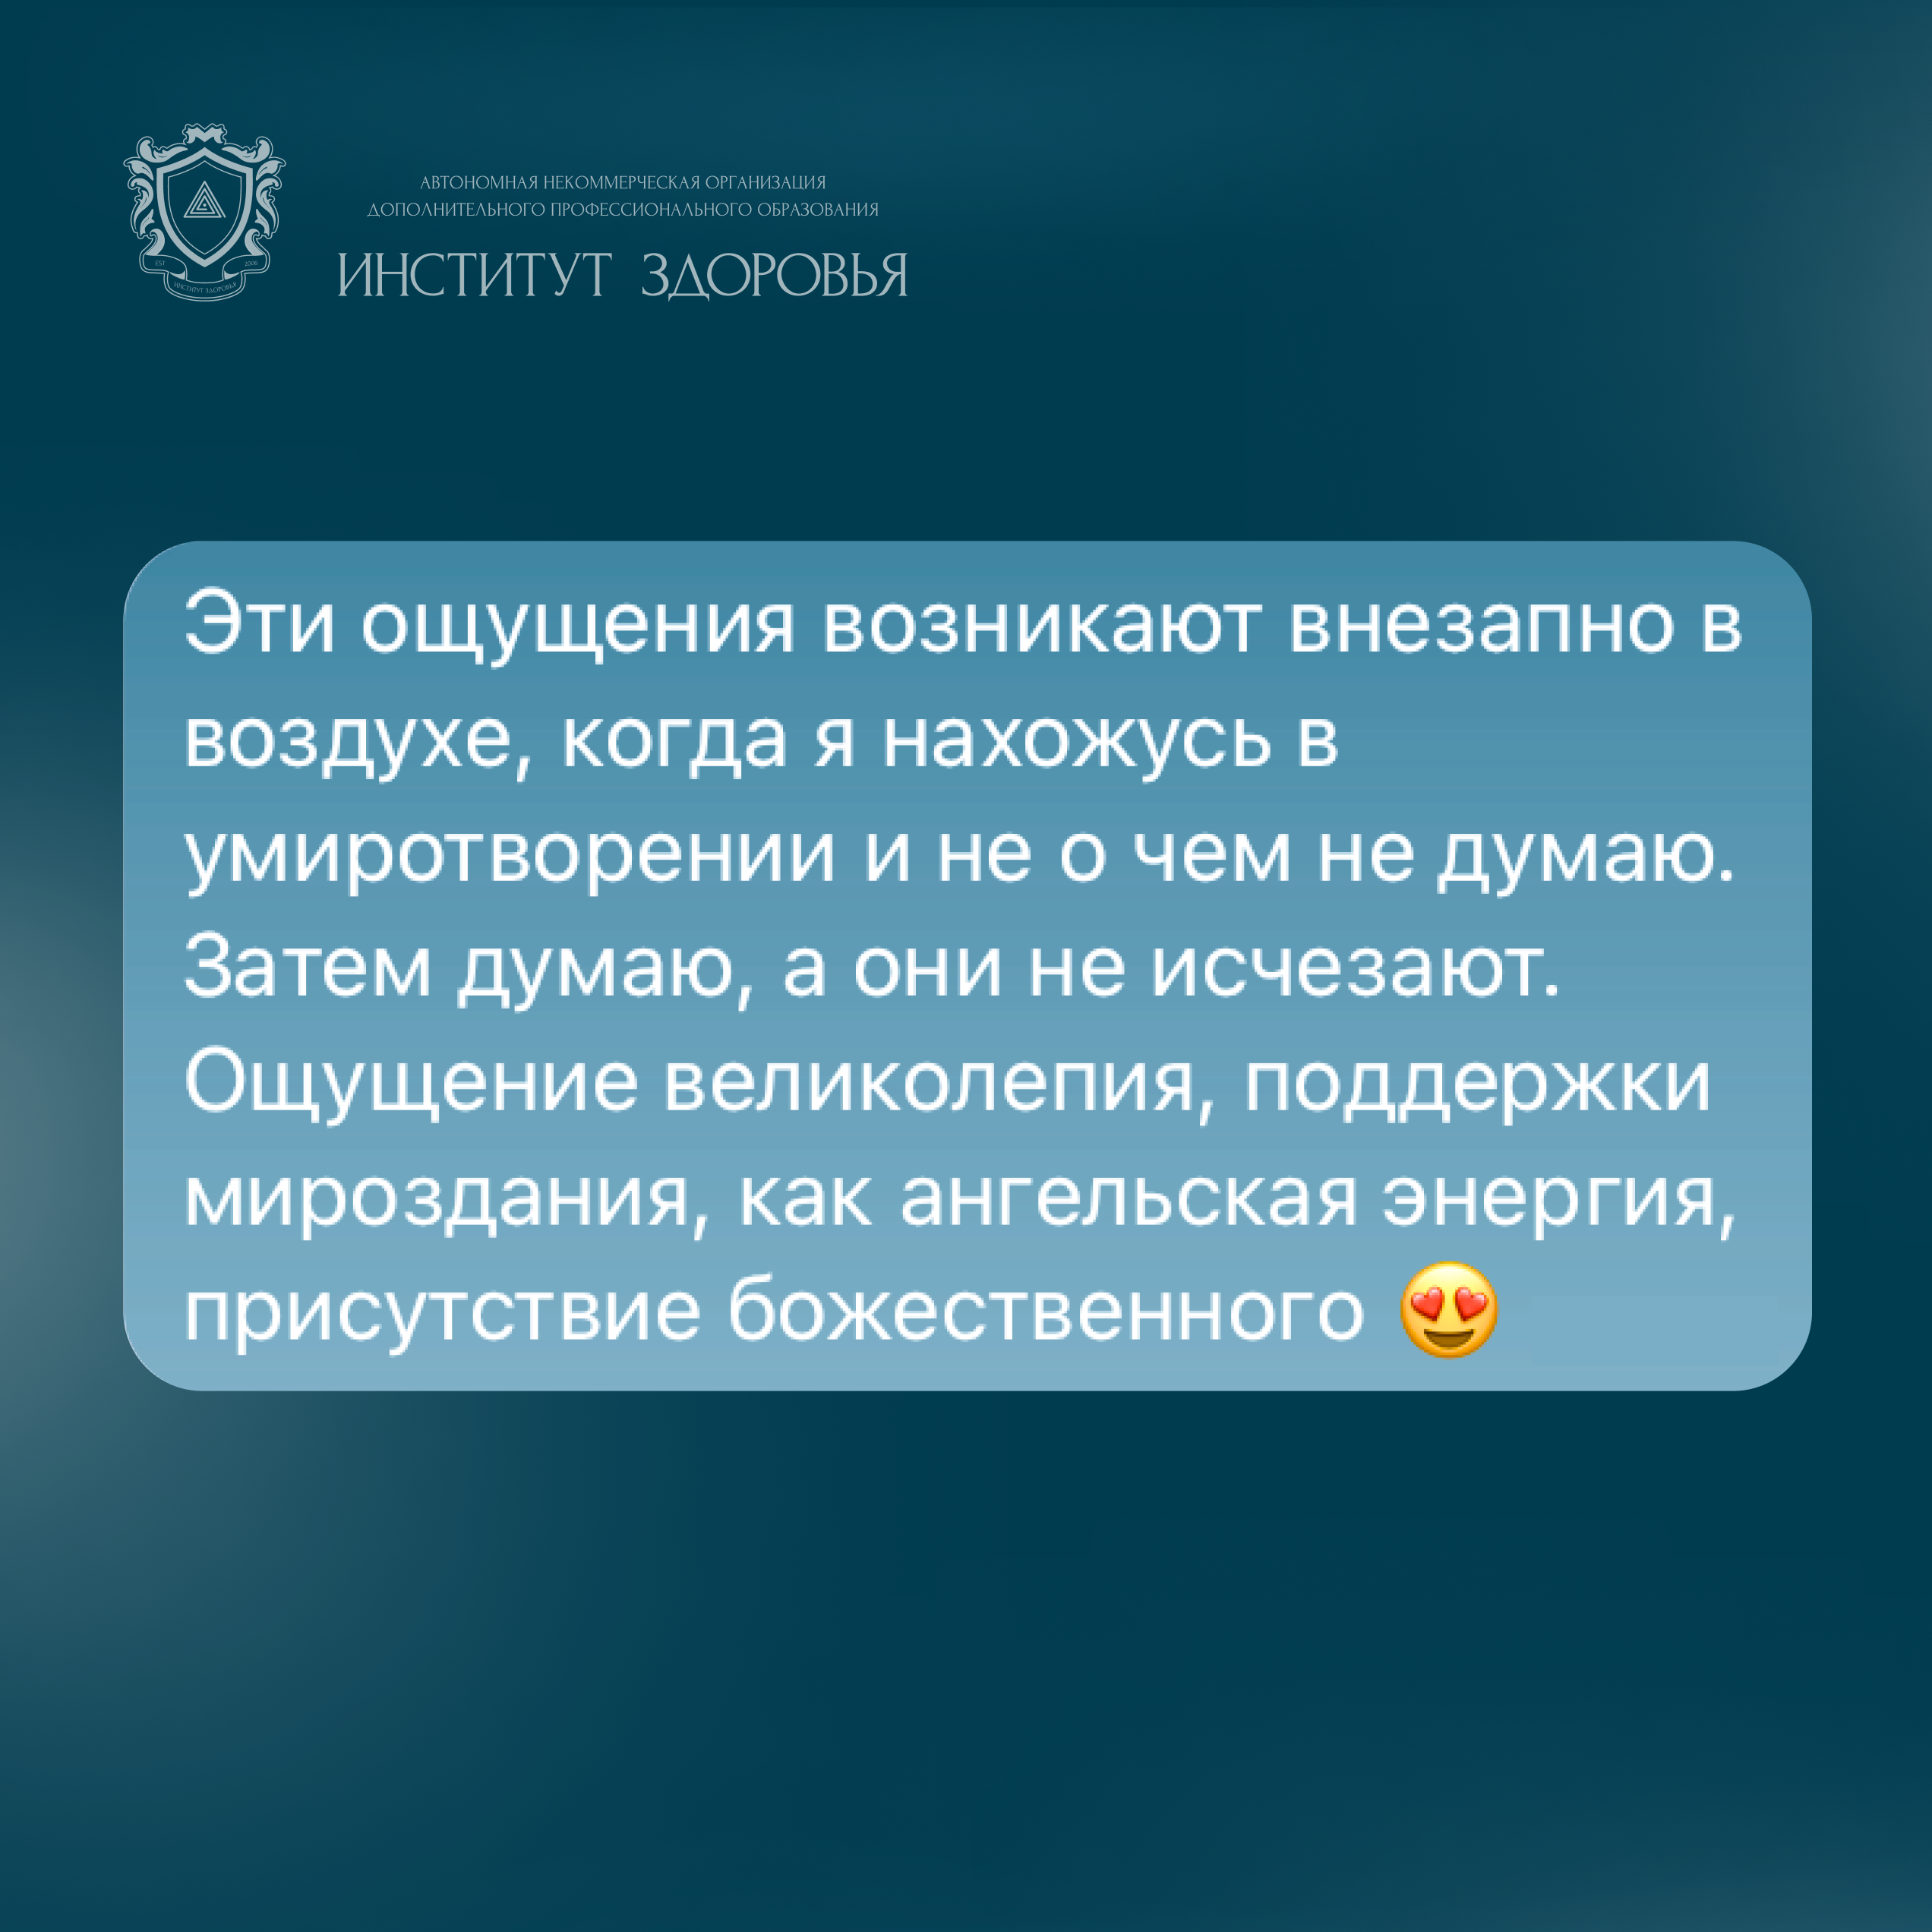 АВТОНОМНАЯ НЕКОММЕРЧЕСКАЯ ОРГАНИЗАЦИЯ
ДОПОЛНИТЕЛЬНОГО ПРОФЕССИОНАЛЬНОГО ОБРАЗОВАНИЯ
ИНСТИТУТ ЗДОРОВЬЯ
EST 2006
ИНСТИТУТ ЗДОРОВЬЯ
Эти ощущения возникают внезапно в
воздухе, когда я нахожусь в
умиротворении и не о чем не думаю.
Затем думаю, а они не исчезают.
Ощущение великолепия, поддержки
мироздания, как ангельская энергия,
присутствие божественного 😍